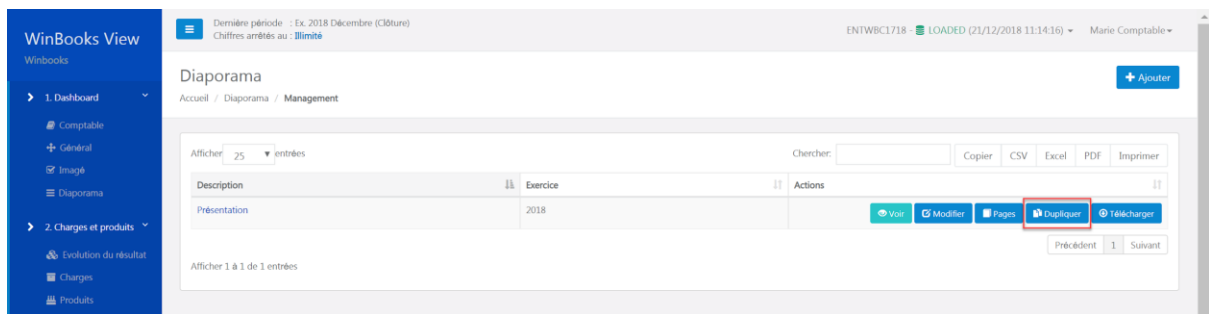 WinBooks View
Winbooks
1. Dashboard
Comptable
Général
Imagé
Diaporama
2. Charges et produits
Evolution du résultat
Charges
Produits
Dernière période : Ex. 2018 Décembre (Clôture)
Chiffres arrêtés au : Illimité
ENTWBC1718 - LOADED (21/12/2018 11:14:16) Marie Comptable
Diaporama
Ajouter
Accueil / Diaporama / Management
Afficher 25 entrées Chercher: Copier CSV Excel PDF Imprimer
Description Exercice Actions
Présentation 2018 Voir Modifier Pages Dupliquer Télécharger
Précédent 1 Suivant
Afficher 1 à 1 de 1 entrées